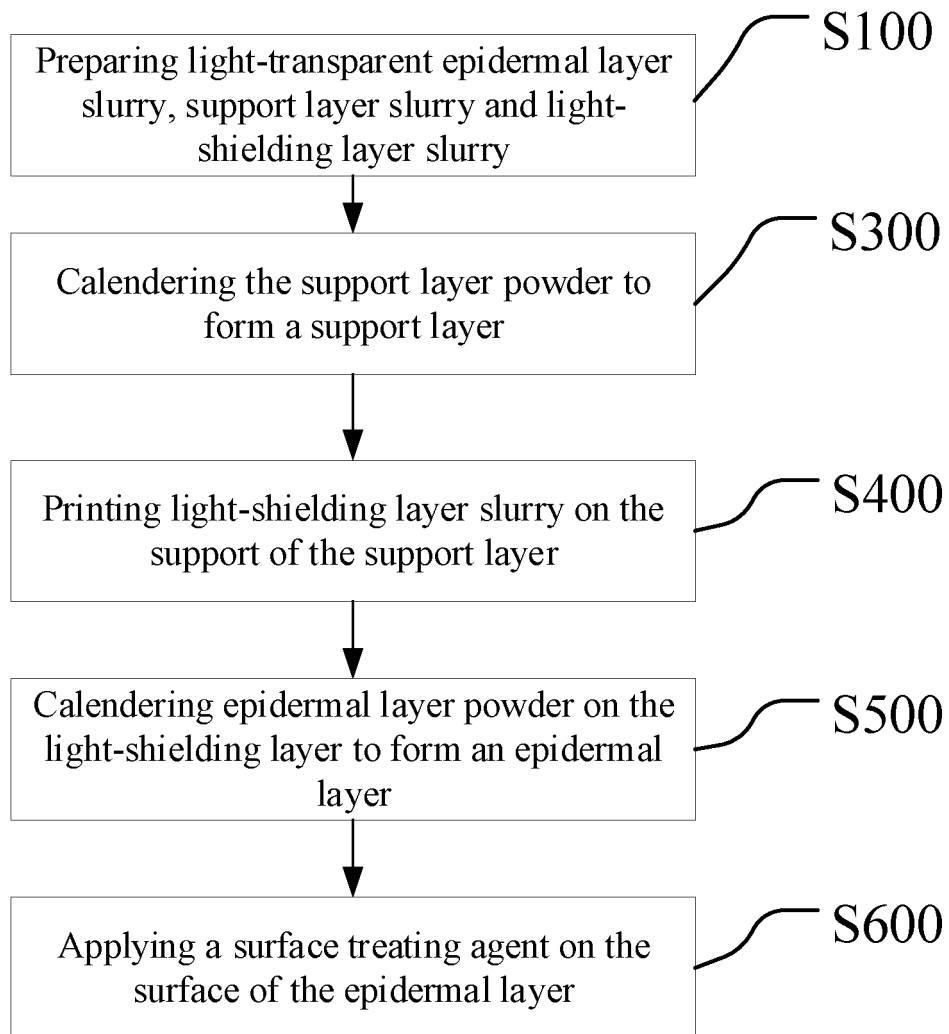 S100
Preparing light-transparent epidermal layer
slurry, support layer slurry and light-
shielding layer slurry
S300
Calendering the support layer powder to
form a support layer
S400
Printing light-shielding layer slurry on the
support of the support layer
S500
Calendering epidermal layer powder on the
light-shielding layer to form an epidermal
layer
S600
Applying a surface treating agent on the
surface of the epidermal layer